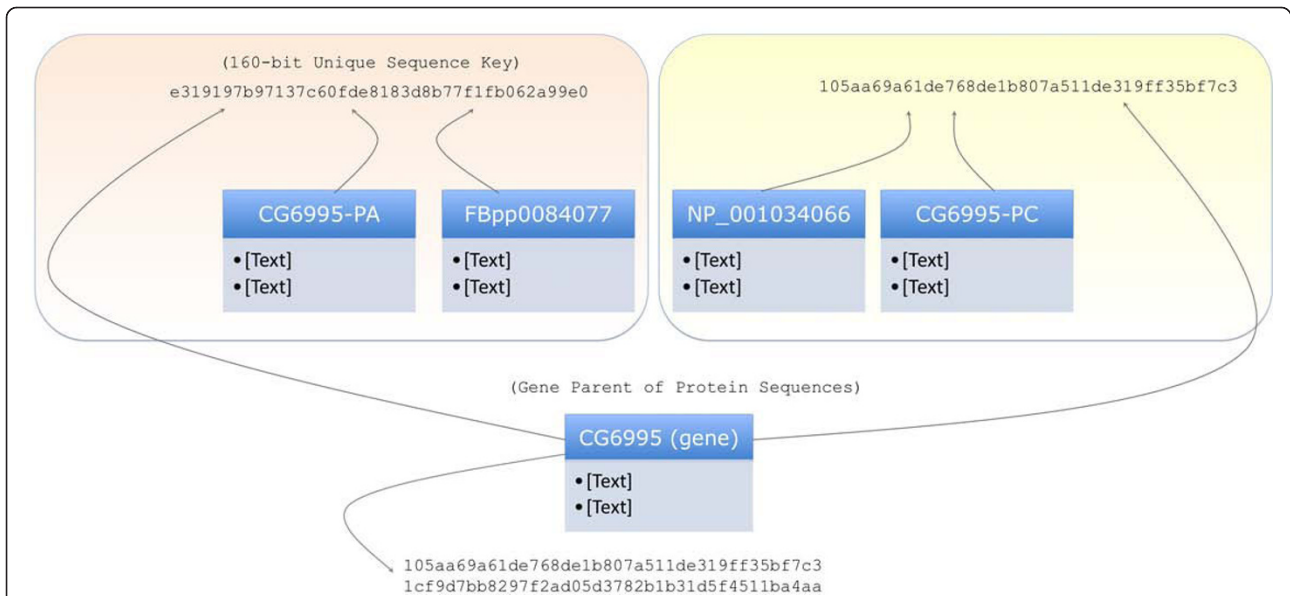 (160-bit Unique Sequence Key)
e319197b97137c60fde8183d8b77f1fb062a99e0
105aa69a61de768de1b807a511de319ff35bf7c3
CG6995-PA
• [Text]
• [Text]
FBpp0084077
• [Text]
• [Text]
NP_001034066
• [Text]
• [Text]
CG6995-PC
• [Text]
• [Text]
(Gene Parent of Protein Sequences)
CG6995 (gene)
• [Text]
• [Text]
105aa69a61de768de1b807a511de319ff35bf7c3
1cf9d7bb8297f2ad05d3782b1b31d5f4511ba4aa